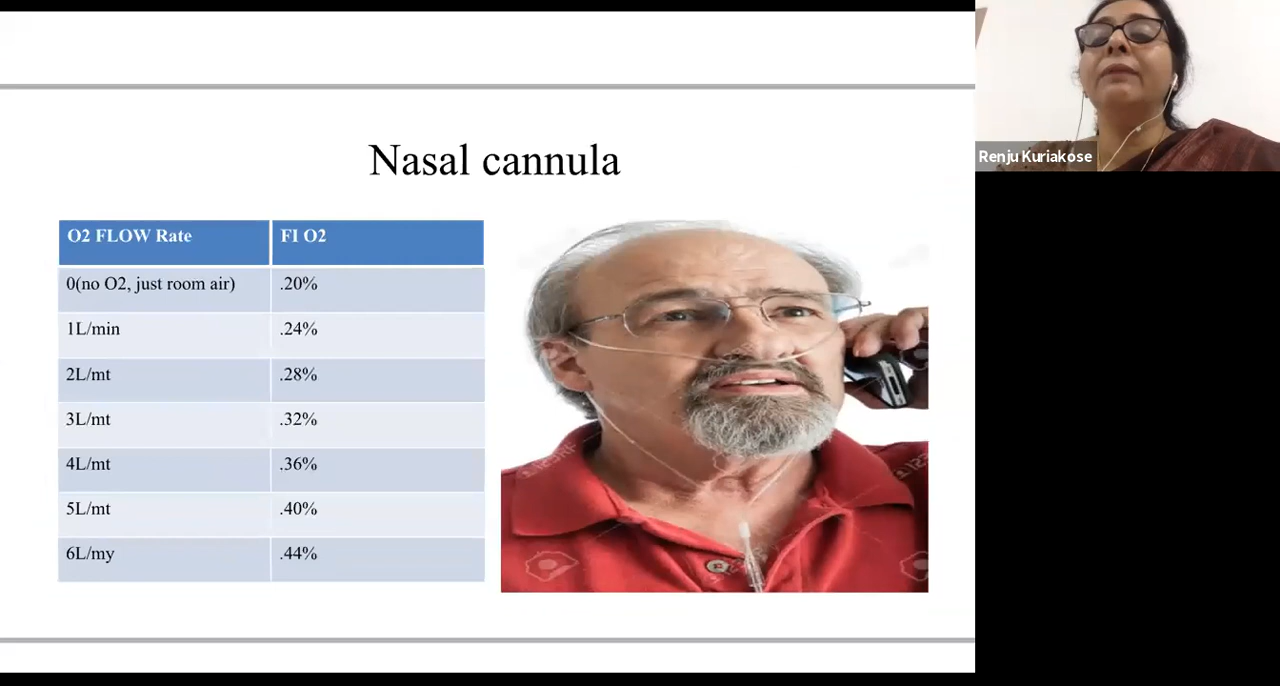 Nasal cannula
O2 FLOW Rate FI O2
0(no O2, just room air) .20%
1L/min .24%
2L/mt .28%
3L/mt .32%
4L/mt .36%
5L/mt .40%
6L/my .44%
Renju Kuriakose